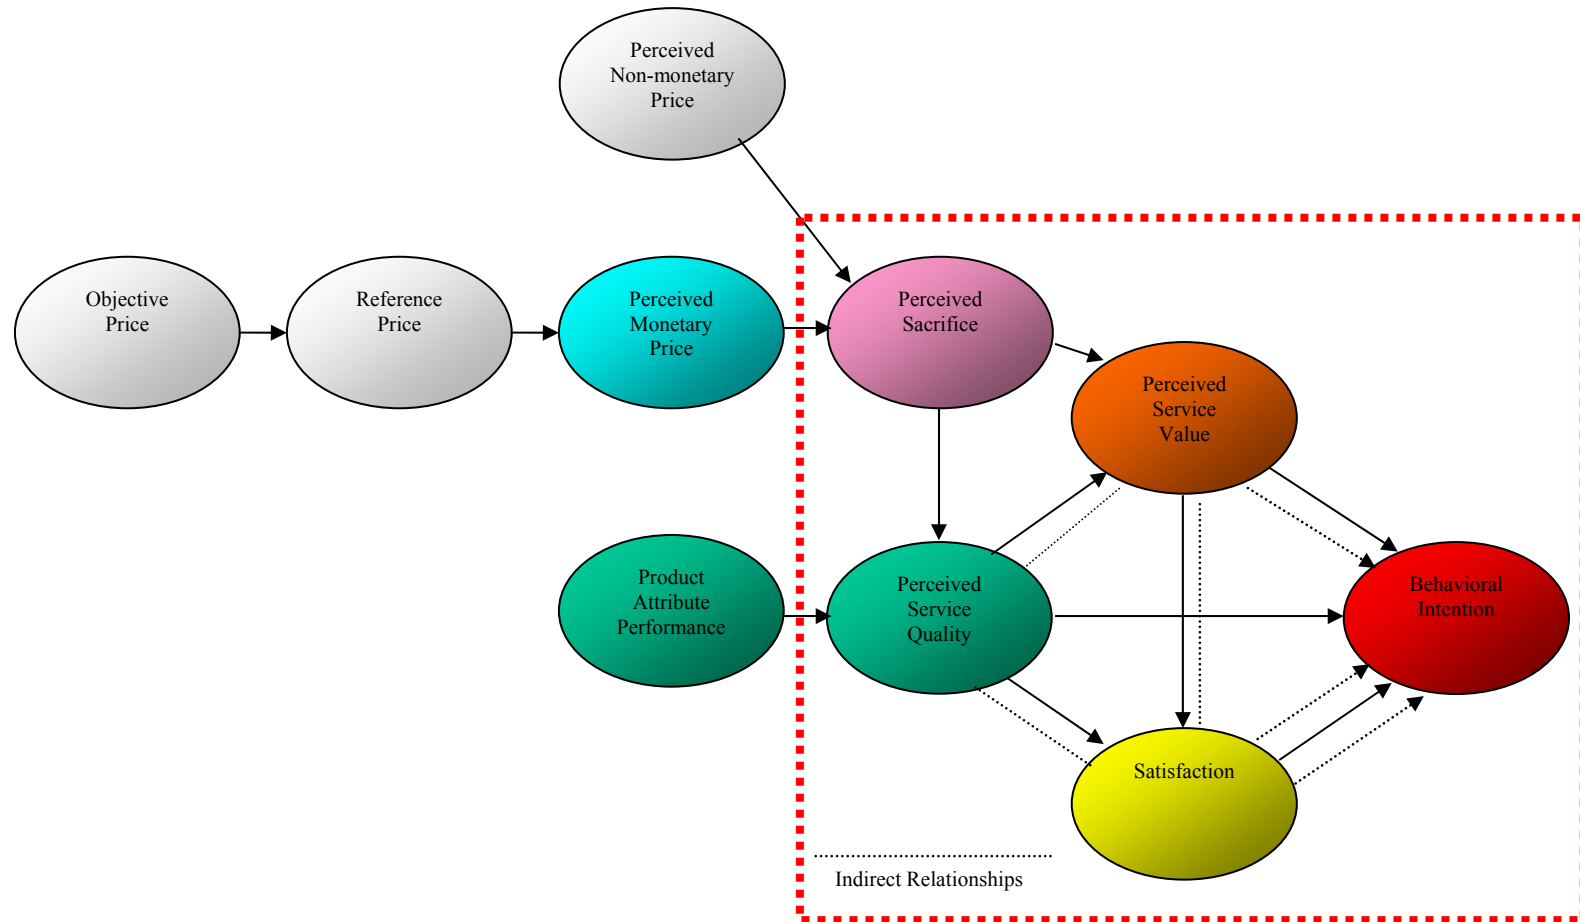 Perceived
Non-monetary
Price
Objective
Price
Reference
Price
Perceived
Monetary
Price
Perceived
Sacrifice
Perceived
Service
Value
Product
Attribute
Performance
Perceived
Service
Quality
Behavioral
Intention
Satisfaction
Indirect Relationships